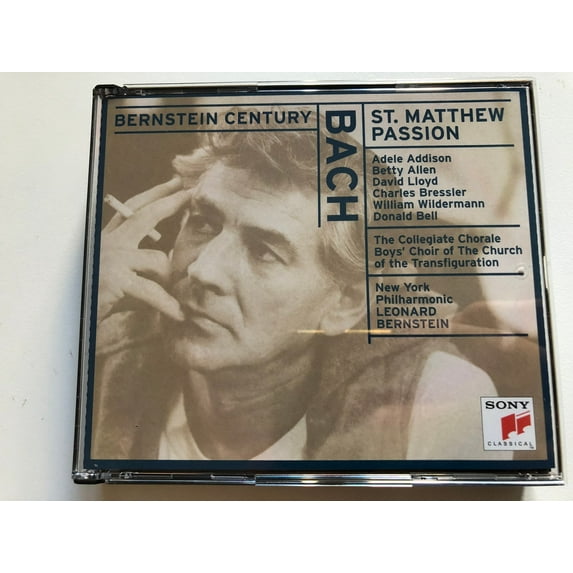 BERNSTEIN CENTURY
BACH
ST. MATTHEW
PASSION
Adele Addison
Betty Allen
David Lloyd
Charles Bressler
William Wildermann
Donald Bell
The Collegiate Chorale
Boys' Choir of The Church
of the Transfiguration
New York
Philharmonic
LEONARD
BERNSTEIN
SONY
CLASSICAL